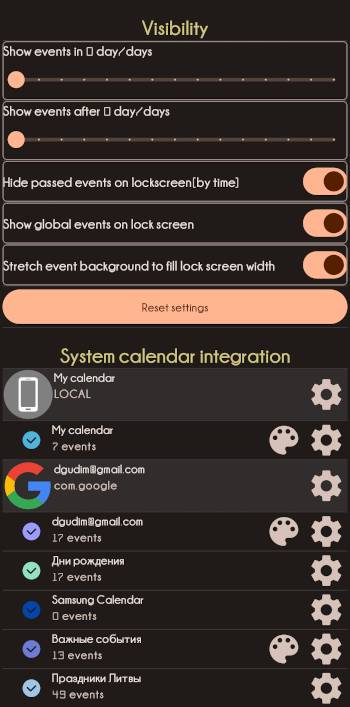 Visibility
Show events in 0 day/days
Show events after 0 day/days
Hide passed events on lockscreen[by time]
Show global events on lock screen
Stretch event background to fill lock screen width
Reset settings
System calendar integration
My calendar
LOCAL
My calendar
7 events
dgudim@gmail.com
com.google
dgudim@gmail.com
17 events
Дни рождения
17 events
Samsung Calendar
0 events
Важные события
13 events
Праздники Литвы
49 events